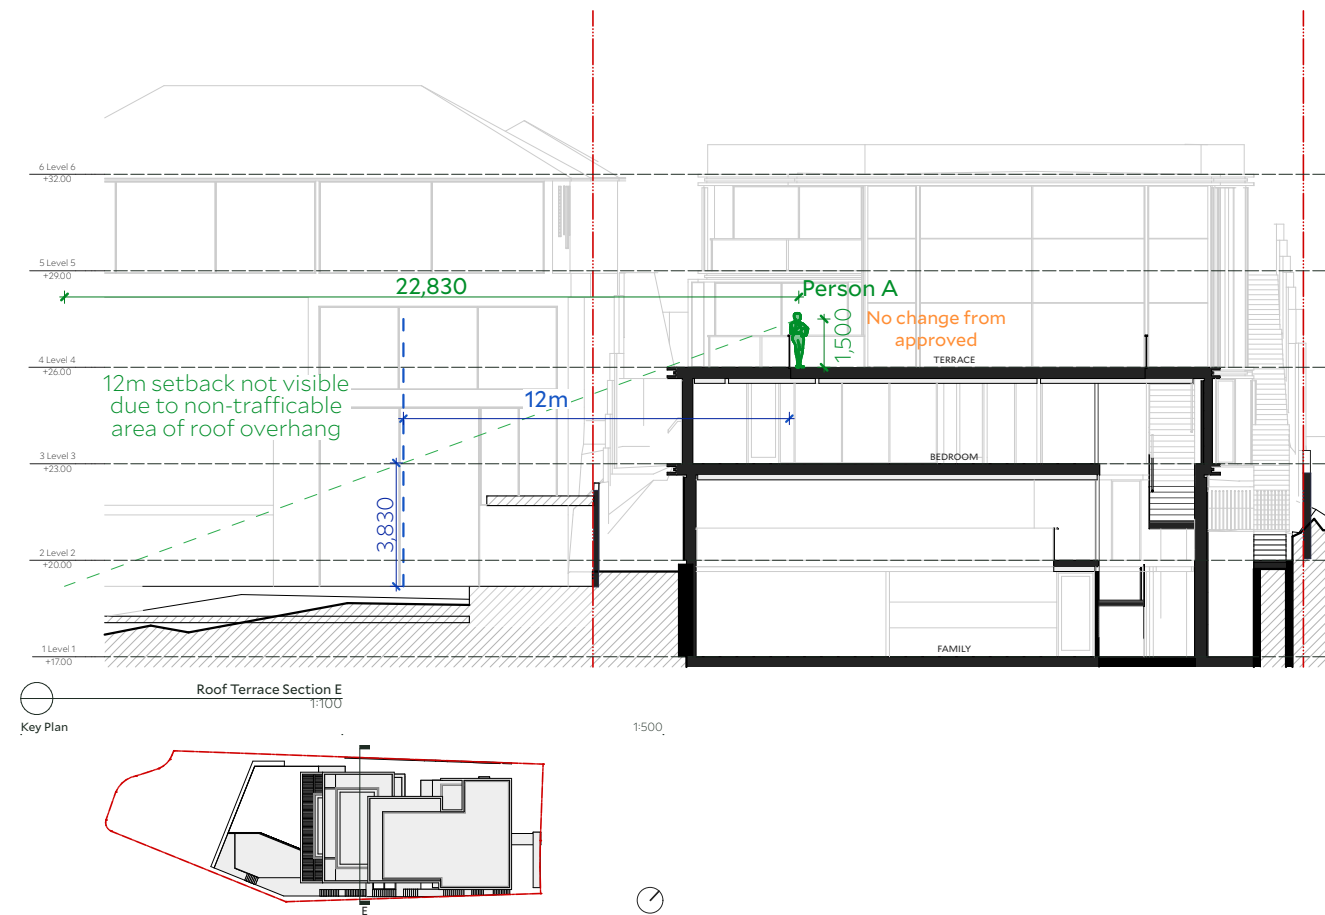 6 Level 6
+32.00
5 Level 5
+29.00
22,830
Person A
1,500
No change from
approved
4 Level 4
+26.00
TERRACE
12m setback not visible
due to non-trafficable
area of roof overhang
12m
3 Level 3
+23.00
BEDROOM
3,830
2 Level 2
+20.00
1 Level 1
+17.00
FAMILY
Roof Terrace Section E
1:100
Key Plan
1:500
E